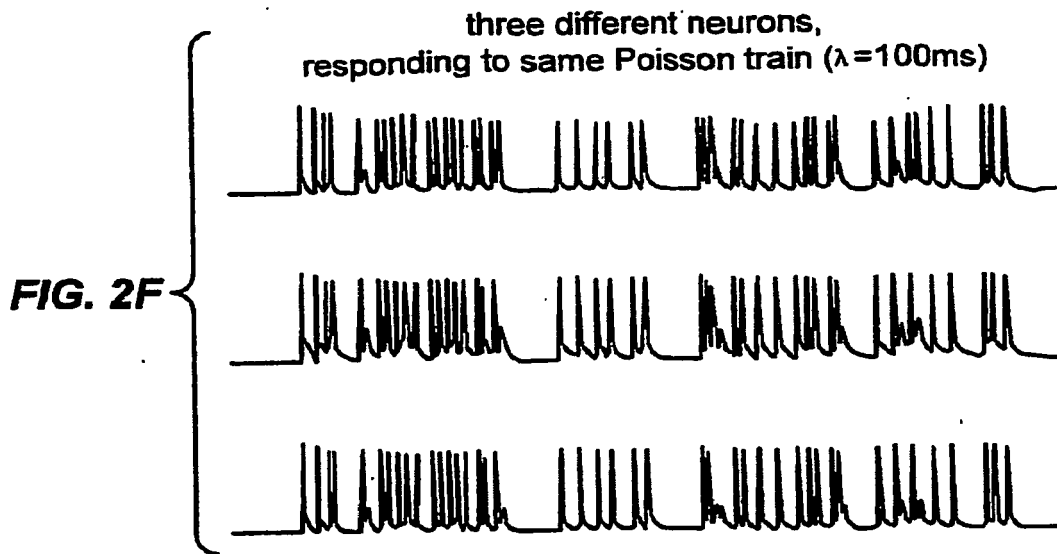 three different neurons,
responding to same Poisson train (λ=100ms)
FIG. 2F